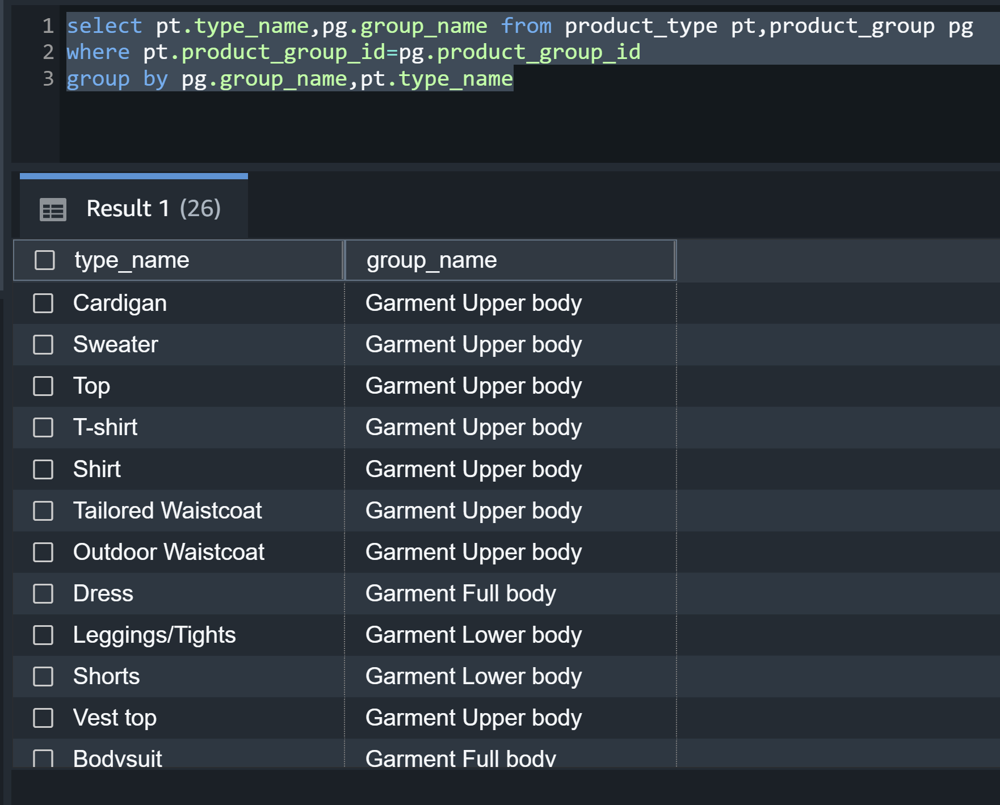 1 select pt.type_name,pg.group_name from product_type pt,product_group pg
2 where pt.product_group_id=pg.product_group_id
3 group by pg.group_name,pt.type_name
Result 1 (26)
type_name group_name
Cardigan Garment Upper body
Sweater Garment Upper body
Top Garment Upper body
T-shirt Garment Upper body
Shirt Garment Upper body
Tailored Waistcoat Garment Upper body
Outdoor Waistcoat Garment Upper body
Dress Garment Full body
Leggings/Tights Garment Lower body
Shorts Garment Lower body
Vest top Garment Upper body
Bodysuit Garment Full body